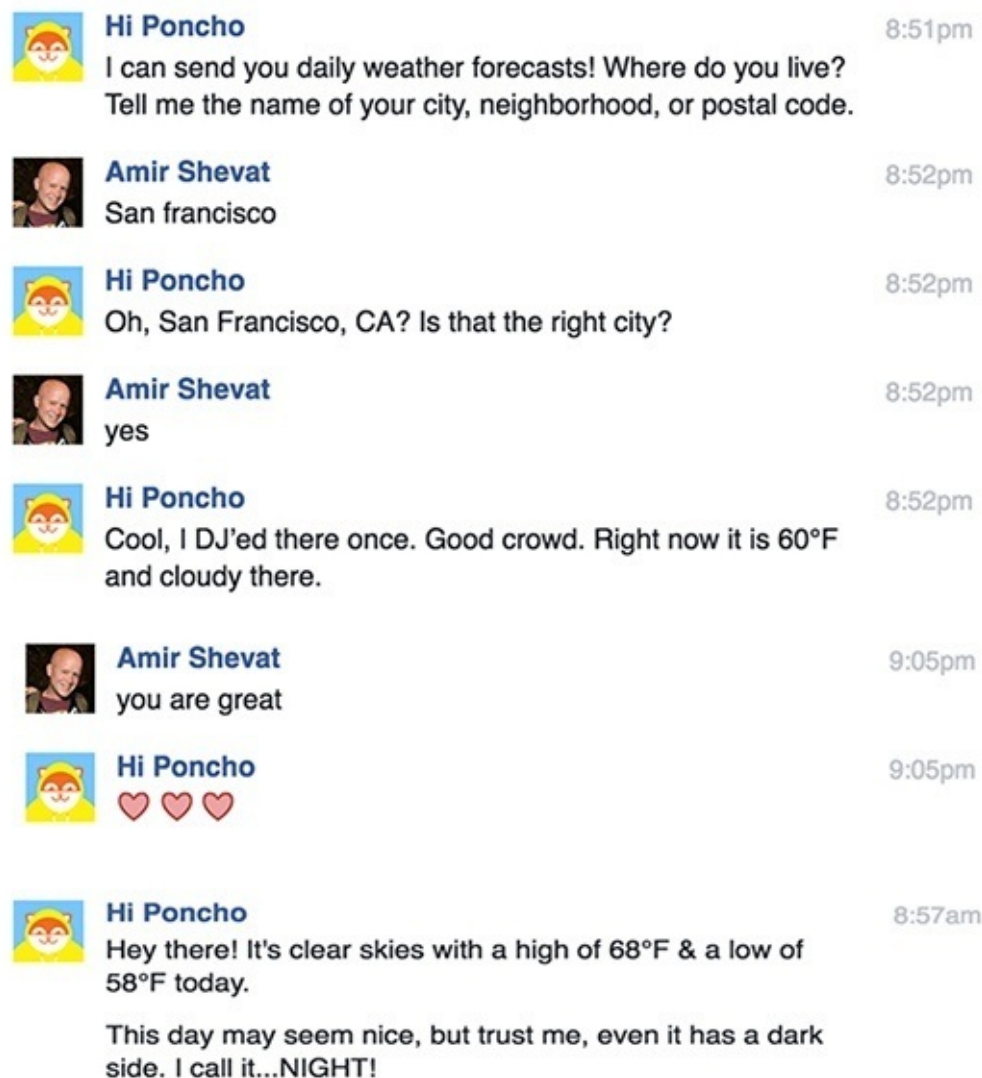 Hi Poncho 8:51pm
I can send you daily weather forecasts! Where do you live?
Tell me the name of your city, neighborhood, or postal code.
Amir Shevat 8:52pm
San francisco
Hi Poncho 8:52pm
Oh, San Francisco, CA? Is that the right city?
Amir Shevat 8:52pm
yes
Hi Poncho 8:52pm
Cool, I DJ’ed there once. Good crowd. Right now it is 60°F
and cloudy there.
Amir Shevat 9:05pm
you are great
Hi Poncho 9:05pm
Hi Poncho 8:57am
Hey there! It's clear skies with a high of 68°F & a low of
58°F today.
This day may seem nice, but trust me, even it has a dark
side. I call it...NIGHT!